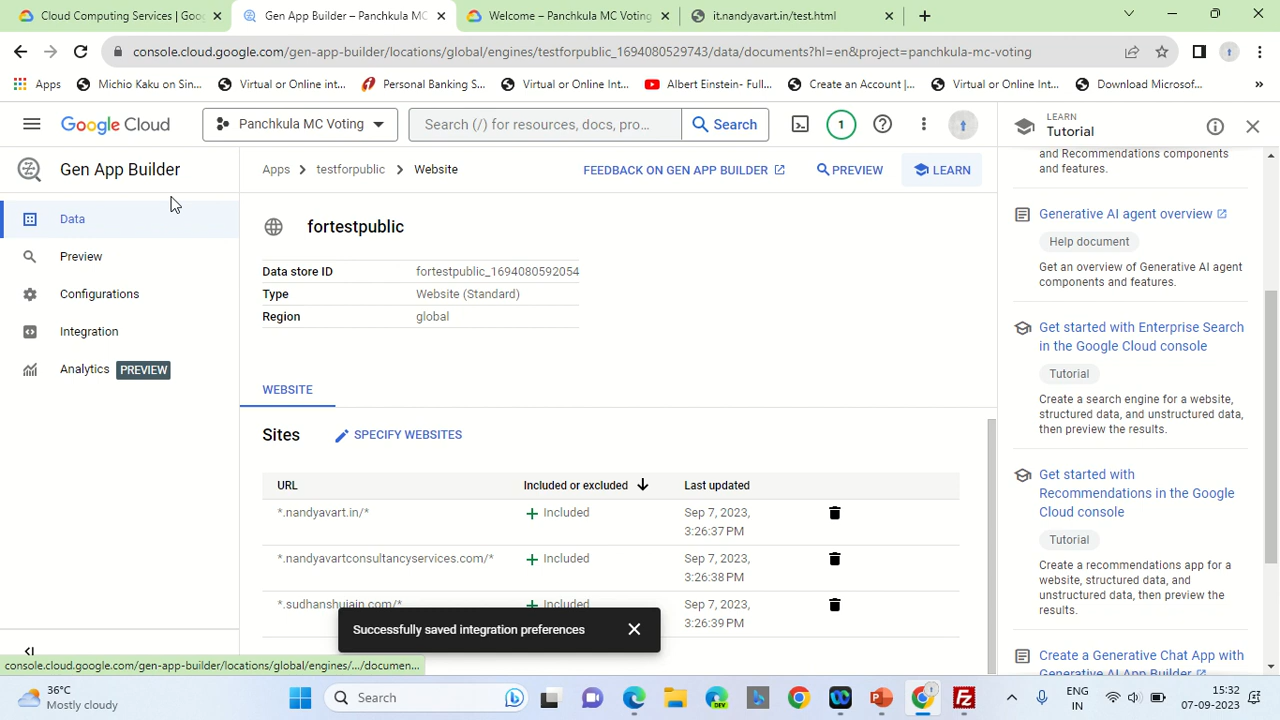 Cloud Computing Services | Goog
Gen App Builder – Panchkula MC
Welcome – Panchkula MC Voting
it.nandyavart.in/test.html
console.cloud.google.com/gen-app-builder/locations/global/engines/testforpublic_1694080529743/data/documents?hl=en&project=panchkula-mc-voting
Apps
Michio Kaku on Sin...
Virtual or Online int...
Personal Banking S...
Virtual or Online Int...
Albert Einstein- Full...
Create an Account |...
Virtual or Online Int...
Download Microsof...
»
Google Cloud
Panchkula MC Voting
Search (/) for resources, docs, pro...
Search
1
LEARN
Tutorial
Gen App Builder
Apps
testforpublic
Website
FEEDBACK ON GEN APP BUILDER
PREVIEW
LEARN
Data
Preview
Configurations
Integration
Analytics PREVIEW
fortestpublic
Data store ID fortestpublic_1694080592054
Type Website (Standard)
Region global
WEBSITE
Sites SPECIFY WEBSITES
URL Included or excluded Last updated
*.nandyavart.in/* Included Sep 7, 2023,
3:26:37 PM
*.nandyavartconsultancyservices.com/* Included Sep 7, 2023,
3:26:38 PM
*.sudhanshujain.com/* Included Sep 7, 2023,
3:26:39 PM
Successfully saved integration preferences
and Recommendations components
and features.
Generative AI agent overview
Help document
Get an overview of Generative AI agent
components and features.
Get started with Enterprise Search
in the Google Cloud console
Tutorial
Create a search engine for a website,
structured data, and unstructured data,
then preview the results.
Get started with
Recommendations in the Google
Cloud console
Tutorial
Create a recommendations app for a
website, structured data, and
unstructured data, then preview the
results.
Create a Generative Chat App with
Generative AI App Builder
console.cloud.google.com/gen-app-builder/locations/global/engines/.../documen...
36°C
Mostly cloudy
Search
DEV
ENG
IN
15:32
07-09-2023